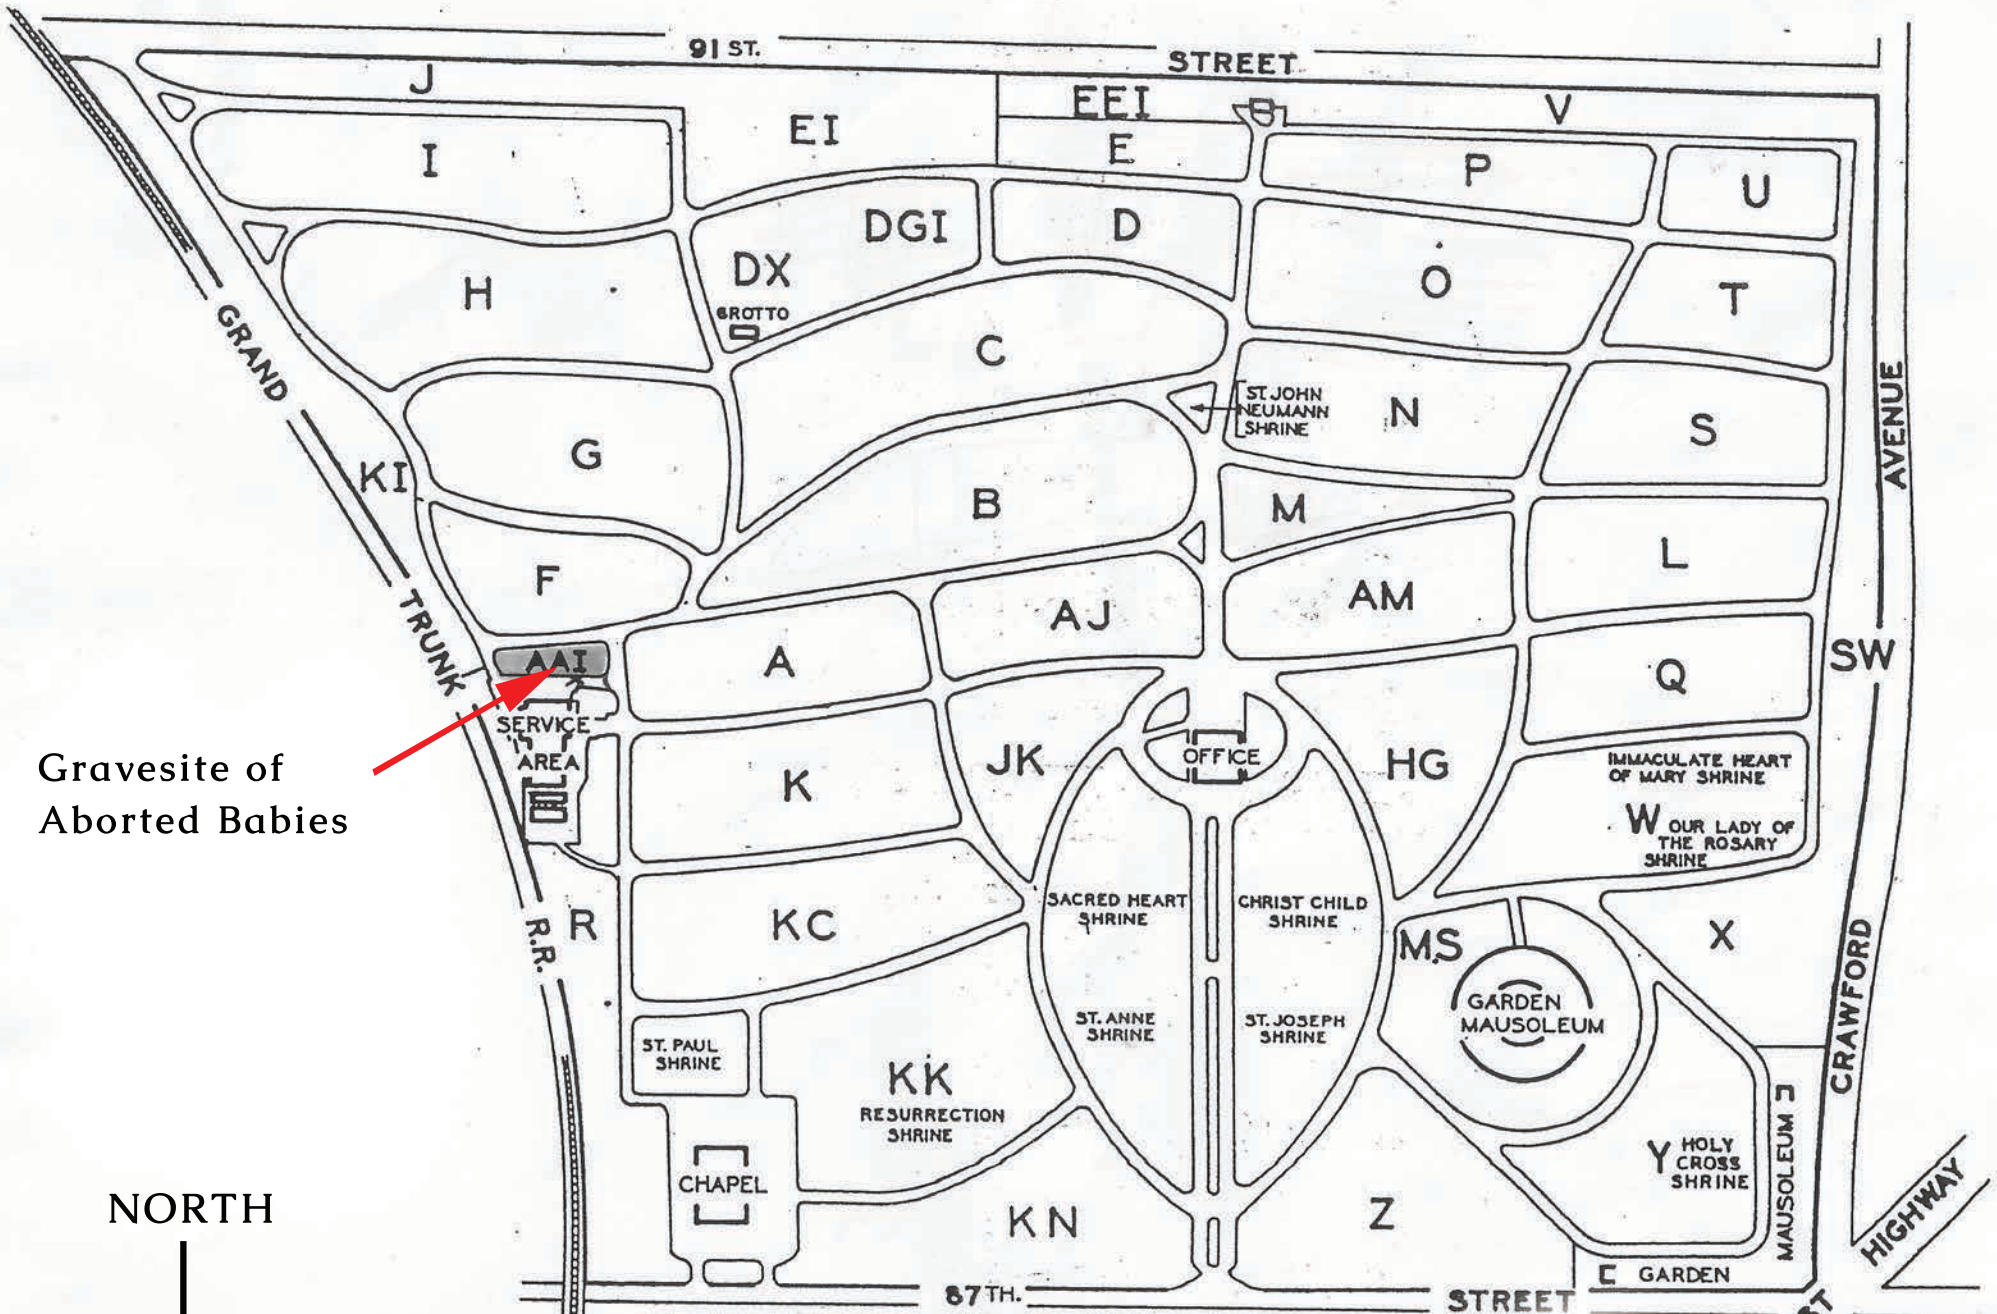 91 ST.
STREET
J
EEI
V
EI
I
E
P
U
DGI
D
DX
GROTTO
H
O
T
C
GRAND
ST. JOHN
NEUMANN
SHRINE
N
S
AVENUE
G
KI
B
M
F
L
TRUNK
AJ
AM
AAI
A
SW
Q
SERVICE
AREA
Gravesite of
Aborted Babies
K
JK
OFFICE
HG
IMMACULATE HEART
OF MARY SHRINE
W OUR LADY OF
THE ROSARY
SHRINE
R.R.
R
KC
SACRED HEART
SHRINE
CHRIST CHILD
SHRINE
MS
X
CRAWFORD
GARDEN
MAUSOLEUM
ST. ANNE
SHRINE
ST. JOSEPH
SHRINE
ST. PAUL
SHRINE
KK
RESURRECTION
SHRINE
Y HOLY
CROSS
SHRINE
MAUSOLEUM
HIGHWAY
CHAPEL
NORTH
KN
Z
GARDEN
87TH.
STREET